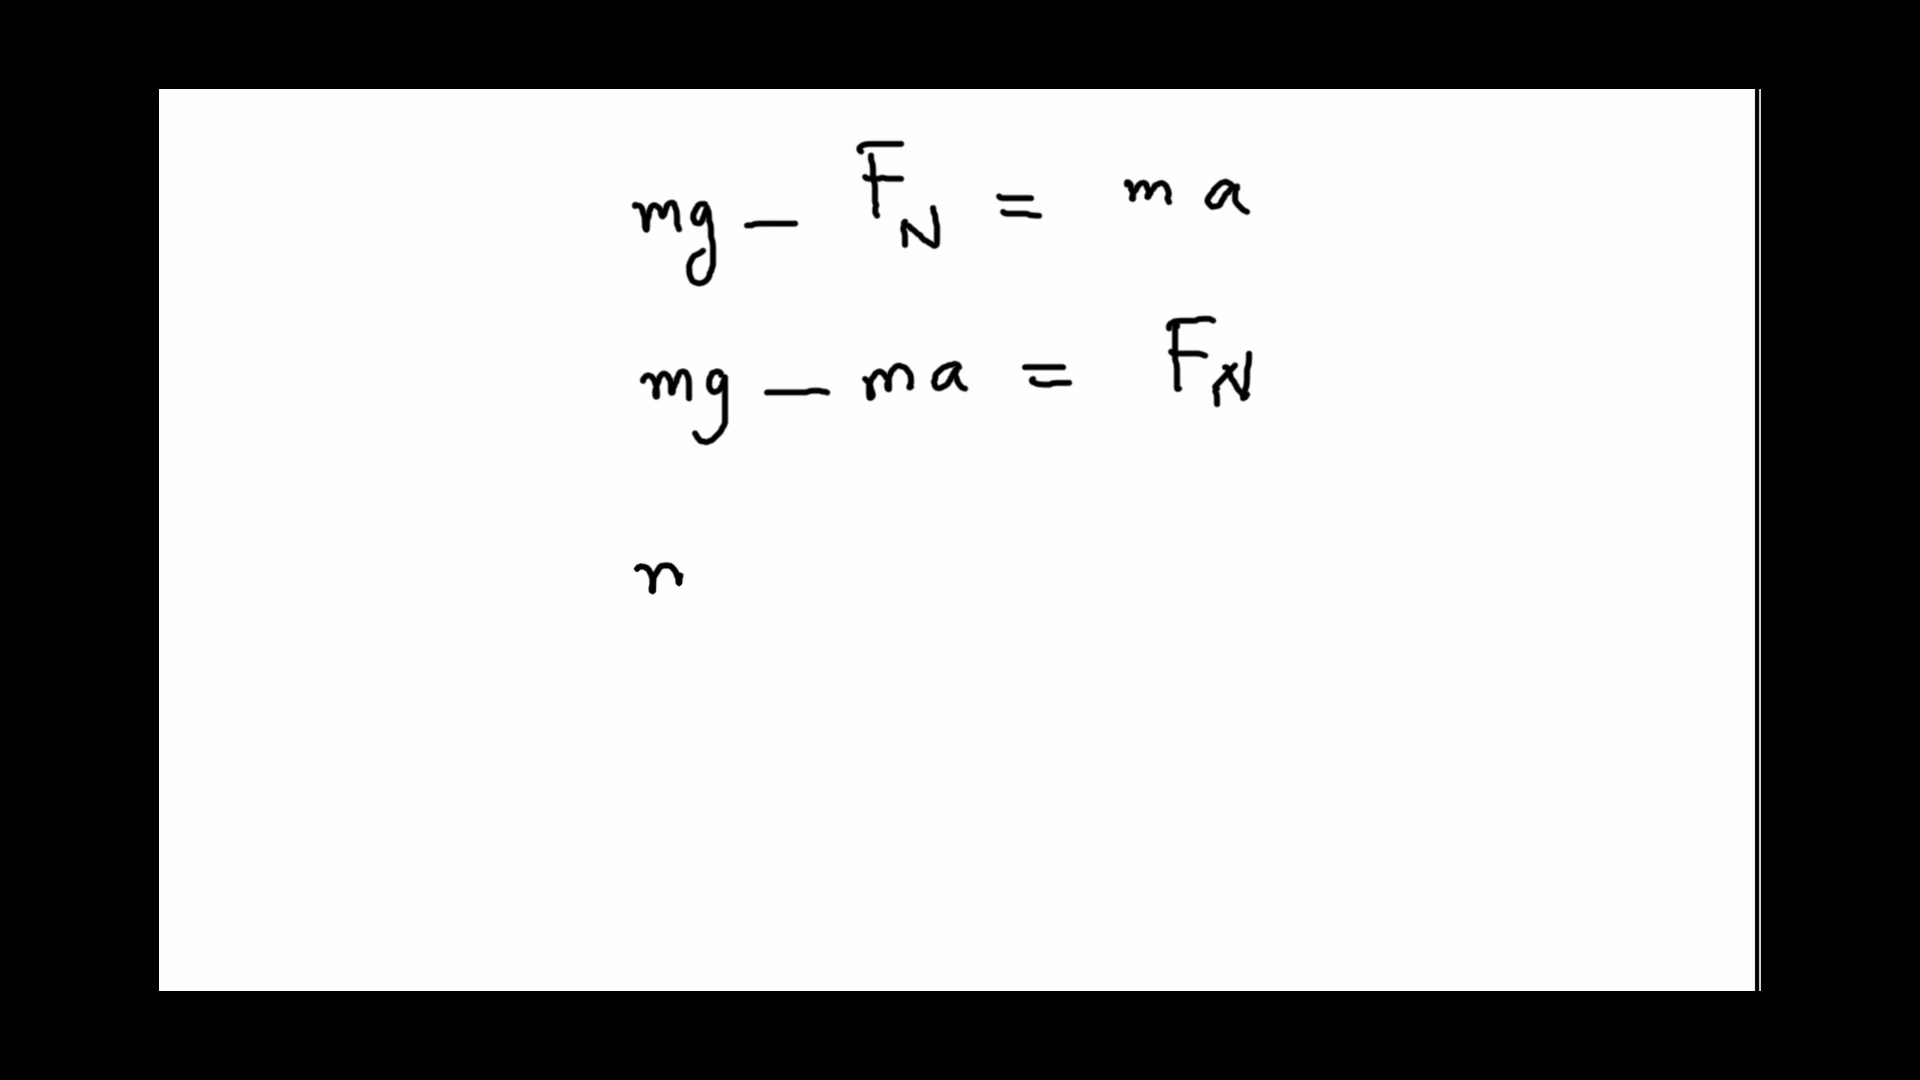 mg - F_N = ma
mg - ma = F_N
n